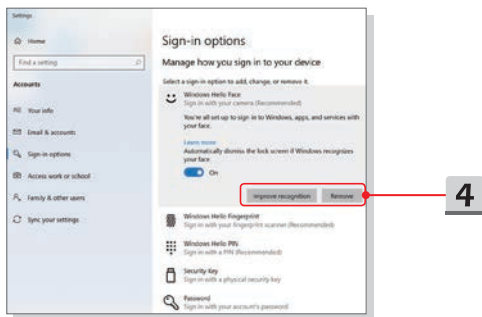 Settings
Home
Find a setting
Accounts
Your info
Email & accounts
Sign-in options
Access work or school
Family & other users
Sync your settings
Sign-in options
Manage how you sign in to your device
Select a sign-in option to add, change, or remove it.
Windows Hello Face
Sign in with your camera (Recommended)
You're all set up to sign in to Windows, apps, and services with
your face.
Learn more
Automatically dismiss the lock screen if Windows recognizes
your face.
On
Improve recognition Remove
4
Windows Hello Fingerprint
Sign in with your fingerprint scanner (Recommended)
Windows Hello PIN
Sign in with a PIN (Recommended)
Security Key
Sign in with a physical security key
Password
Sign in with your account's password